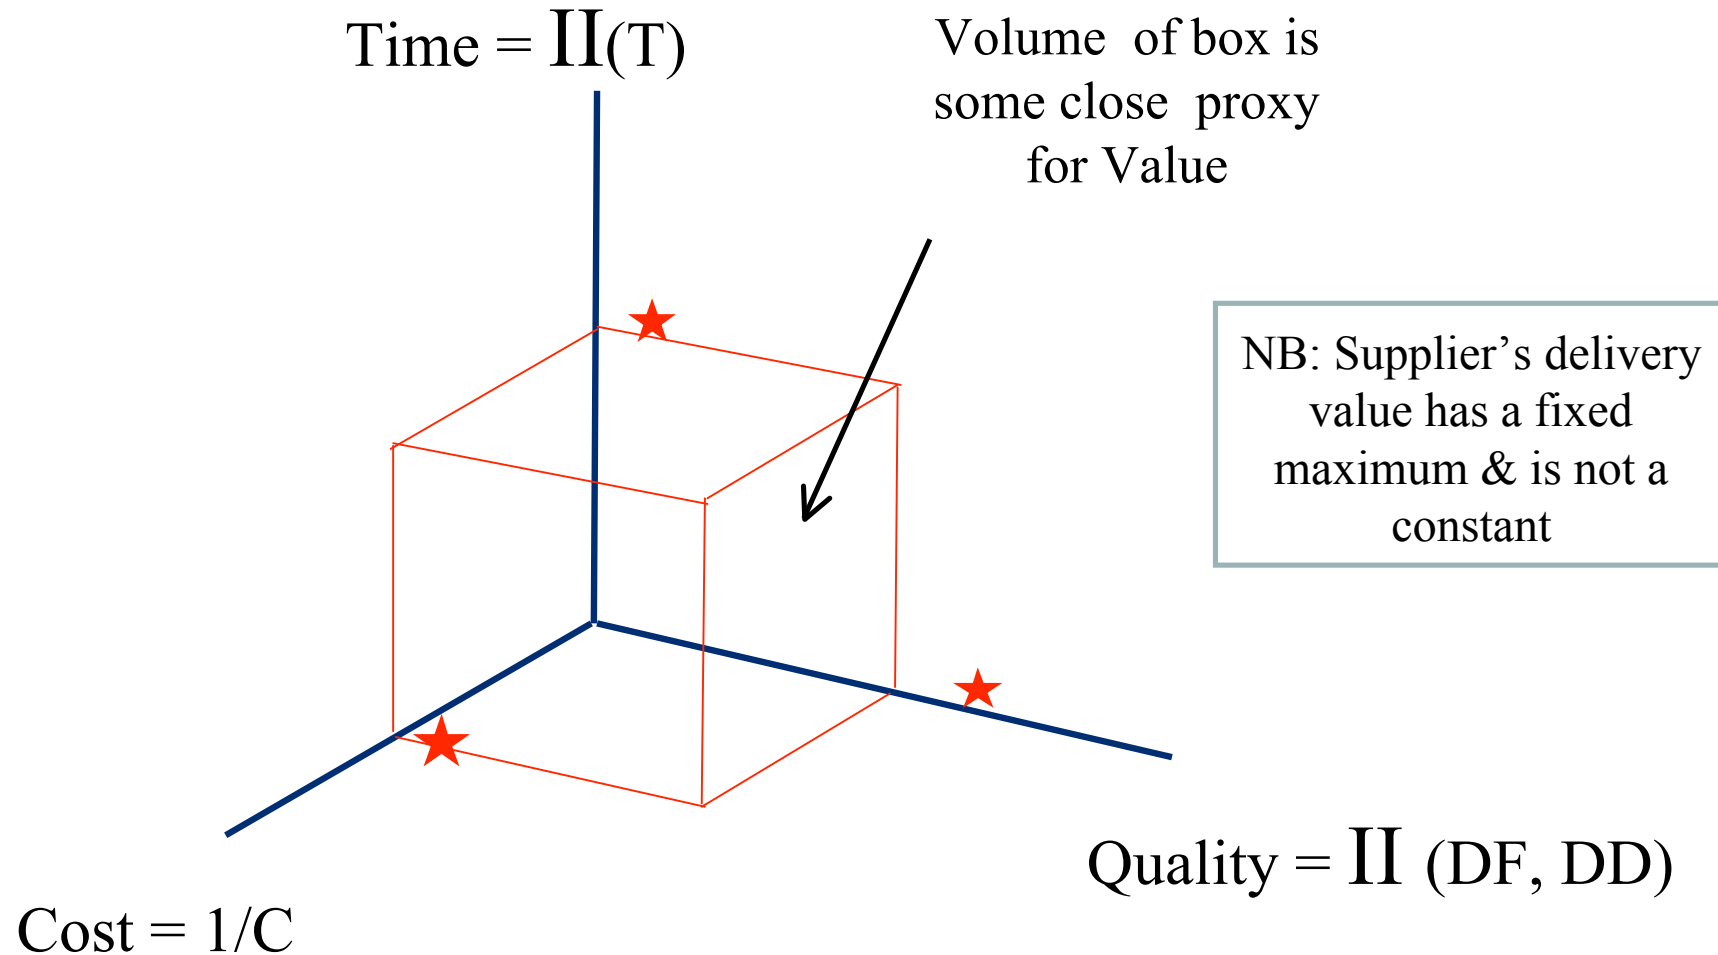 Time = II(T)
Volume of box is
some close proxy
for Value
NB: Supplier’s delivery
value has a fixed
maximum & is not a
constant
Quality = II (DF, DD)
Cost = 1/C